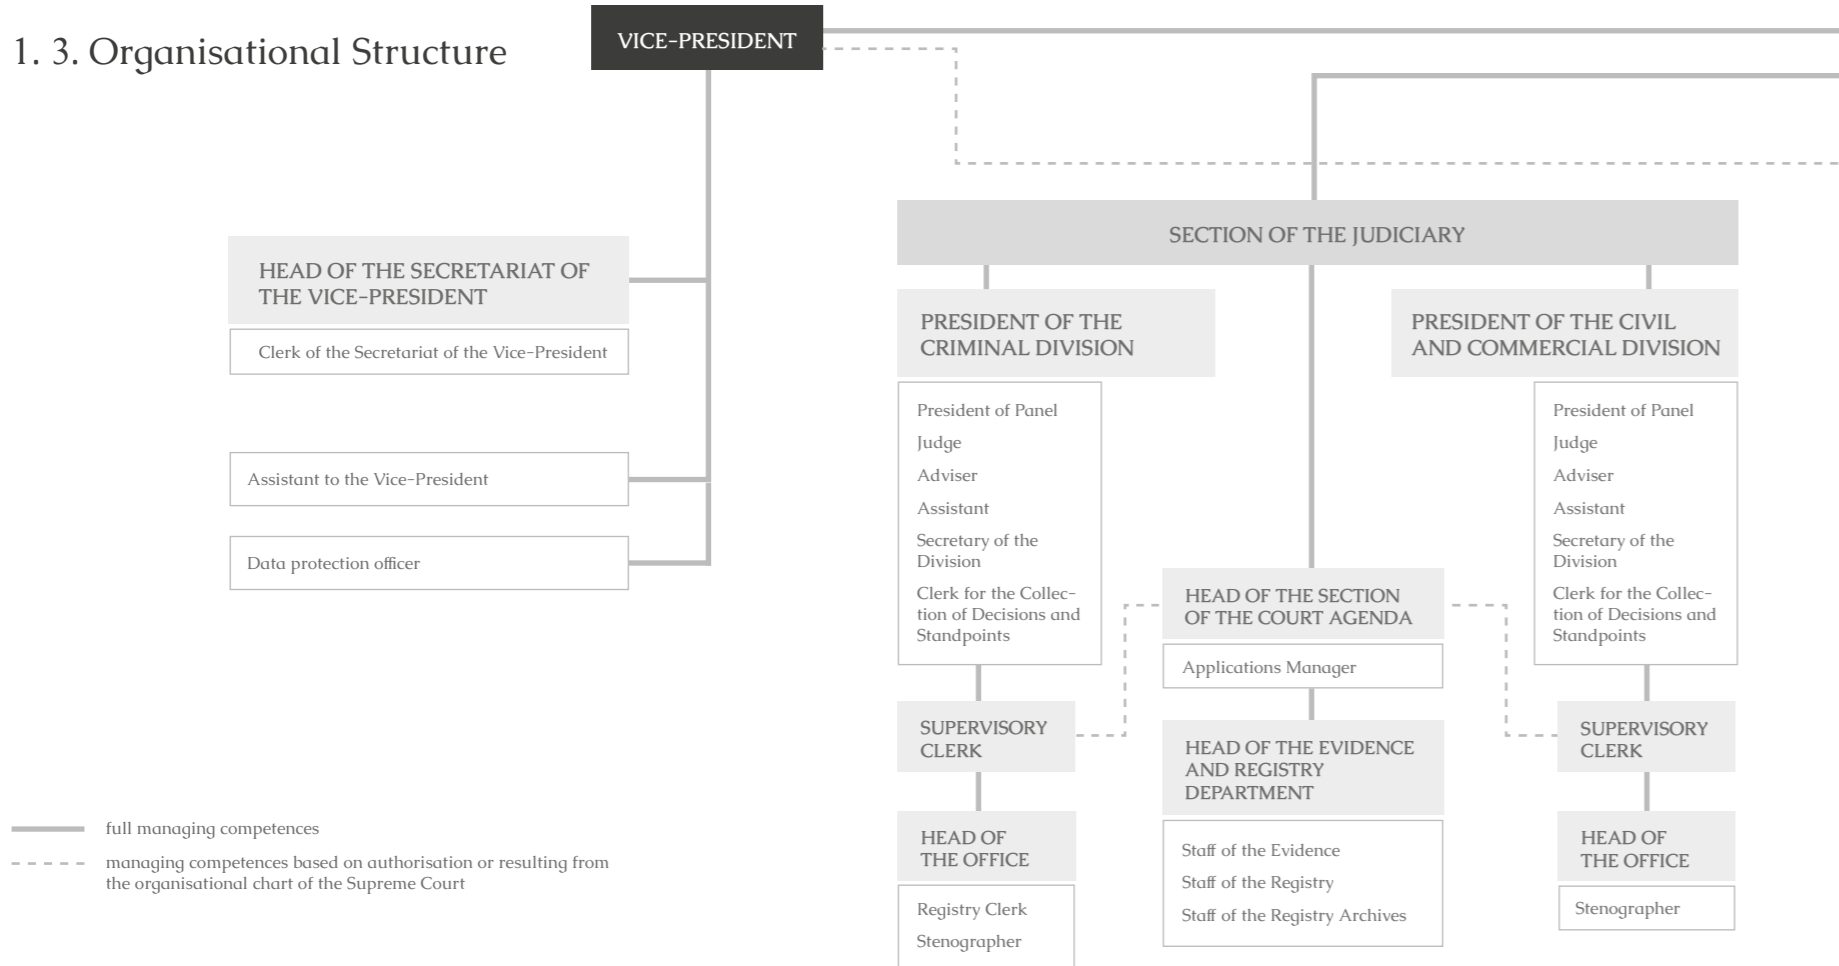 1. 3. Organisational Structure
VICE-PRESIDENT
HEAD OF THE SECRETARIAT OF
THE VICE-PRESIDENT
Clerk of the Secretariat of the Vice-President
Assistant to the Vice-President
Data protection officer
SECTION OF THE JUDICIARY
PRESIDENT OF THE
CRIMINAL DIVISION
President of Panel
Judge
Adviser
Assistant
Secretary of the
Division
Clerk for the Collec-
tion of Decisions and
Standpoints
SUPERVISORY
CLERK
HEAD OF
THE OFFICE
Registry Clerk
Stenographer
HEAD OF THE SECTION
OF THE COURT AGENDA
Applications Manager
HEAD OF THE EVIDENCE
AND REGISTRY
DEPARTMENT
Staff of the Evidence
Staff of the Registry
Staff of the Registry Archives
PRESIDENT OF THE CIVIL
AND COMMERCIAL DIVISION
President of Panel
Judge
Adviser
Assistant
Secretary of the
Division
Clerk for the Collec-
tion of Decisions and
Standpoints
SUPERVISORY
CLERK
HEAD OF
THE OFFICE
Stenographer
full managing competences
managing competences based on authorisation or resulting from
the organisational chart of the Supreme Court